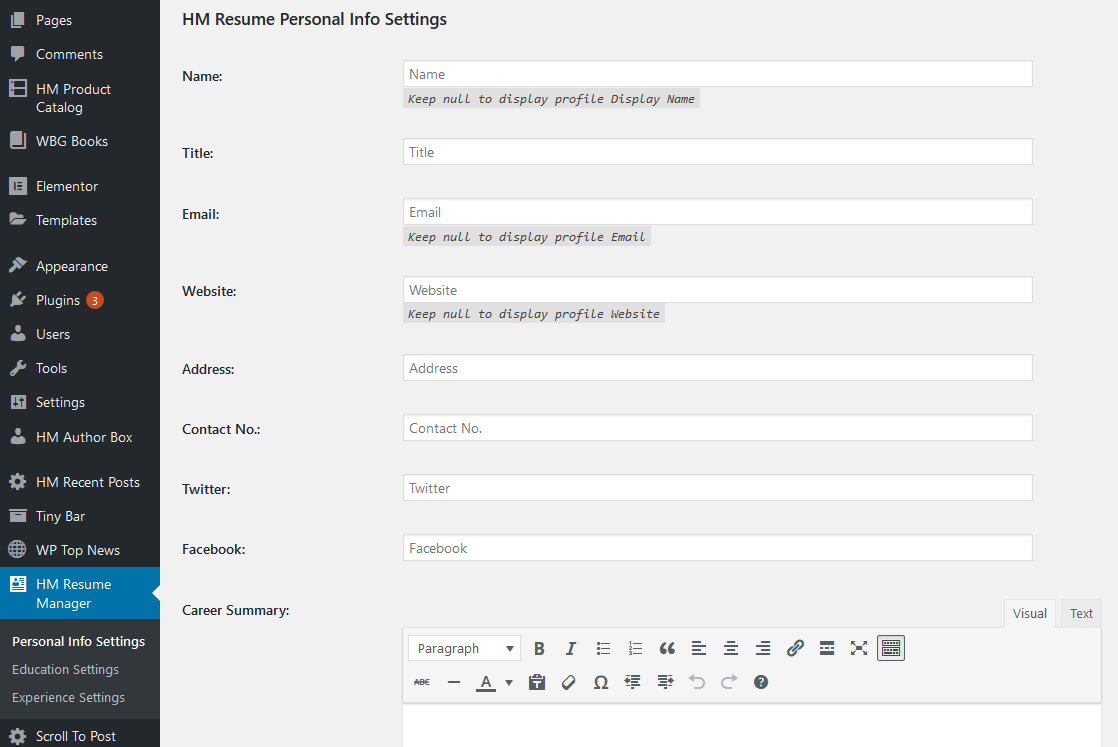 Pages
Comments
HM Product
Catalog
WBG Books
Elementor
Templates
Appearance
Plugins 3
Users
Tools
Settings
HM Author Box
HM Recent Posts
Tiny Bar
WP Top News
HM Resume
Manager
Personal Info Settings
Education Settings
Experience Settings
Scroll To Post
HM Resume Personal Info Settings
Name: Name
Keep null to display profile Display Name
Title: Title
Email: Email
Keep null to display profile Email
Website: Website
Keep null to display profile Website
Address: Address
Contact No.: Contact No.
Twitter: Twitter
Facebook: Facebook
Career Summary:
Visual Text
Paragraph B I
ABC A Ω